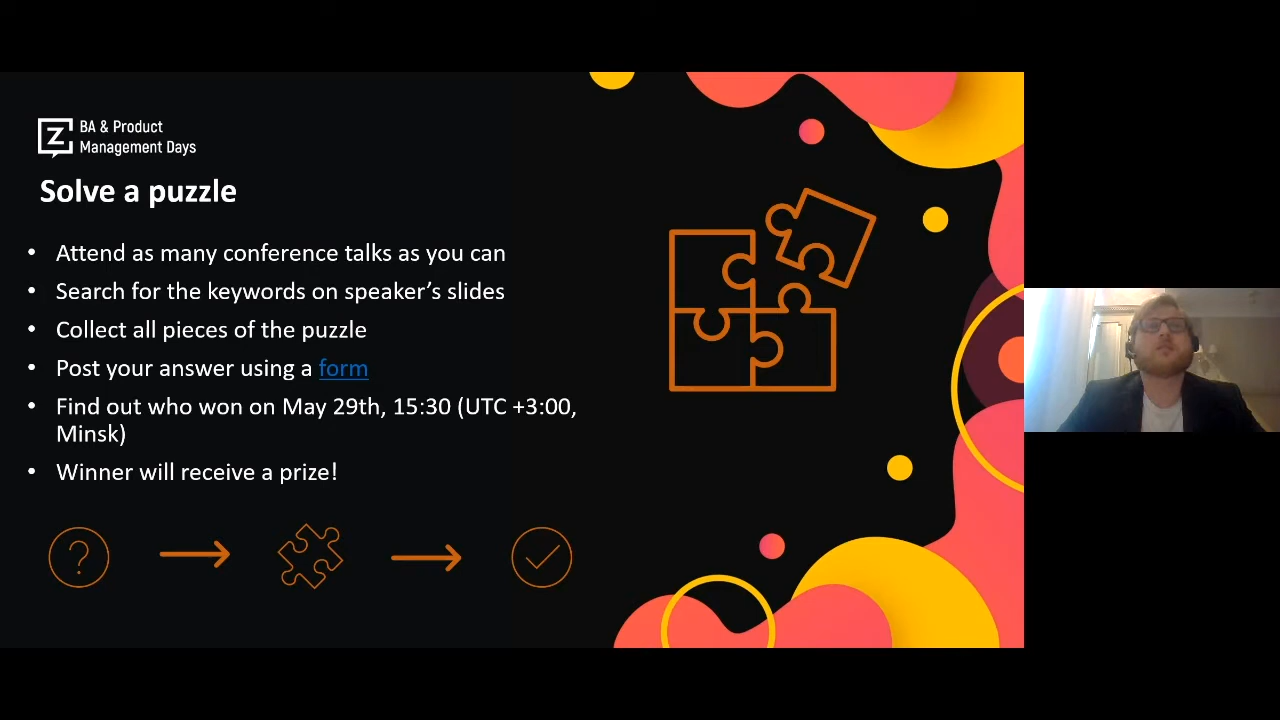 Z BA & Product
Management Days
Solve a puzzle
• Attend as many conference talks as you can
• Search for the keywords on speaker’s slides
• Collect all pieces of the puzzle
• Post your answer using a form
• Find out who won on May 29th, 15:30 (UTC +3:00,
Minsk)
• Winner will receive a prize!
?